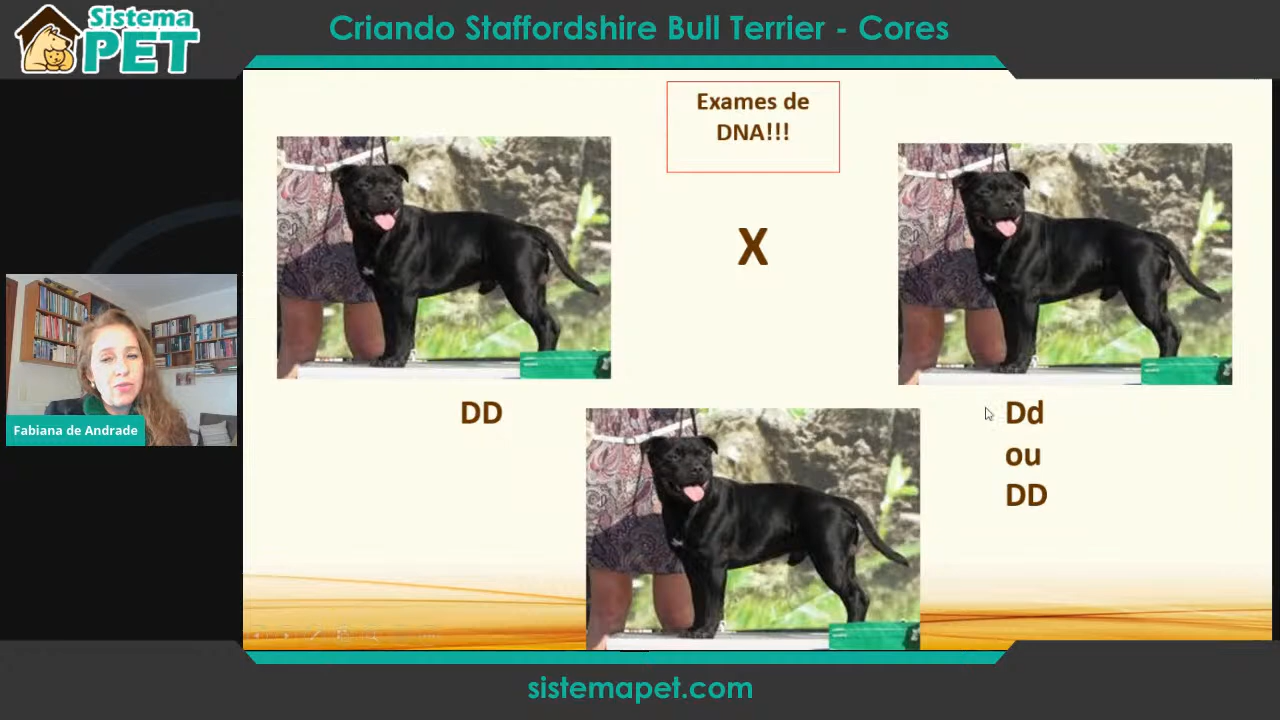 Sistema
PET
Criando Staffordshire Bull Terrier - Cores
Exames de
DNA!!!
X
DD
Dd
ou
DD
Fabiana de Andrade
sistemapet.com